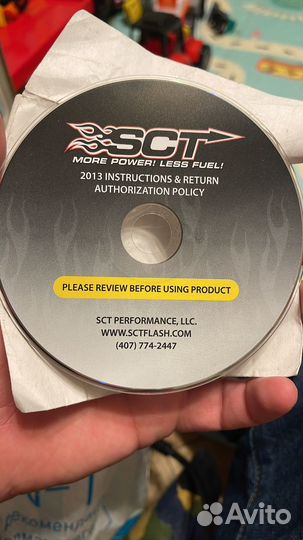 SCT
MORE POWER! LESS FUEL!
2013 INSTRUCTIONS & RETURN
AUTHORIZATION POLICY
PLEASE REVIEW BEFORE USING PRODUCT
SCT PERFORMANCE, LLC.
WWW.SCTFLASH.COM
(407) 774-2447
Avito